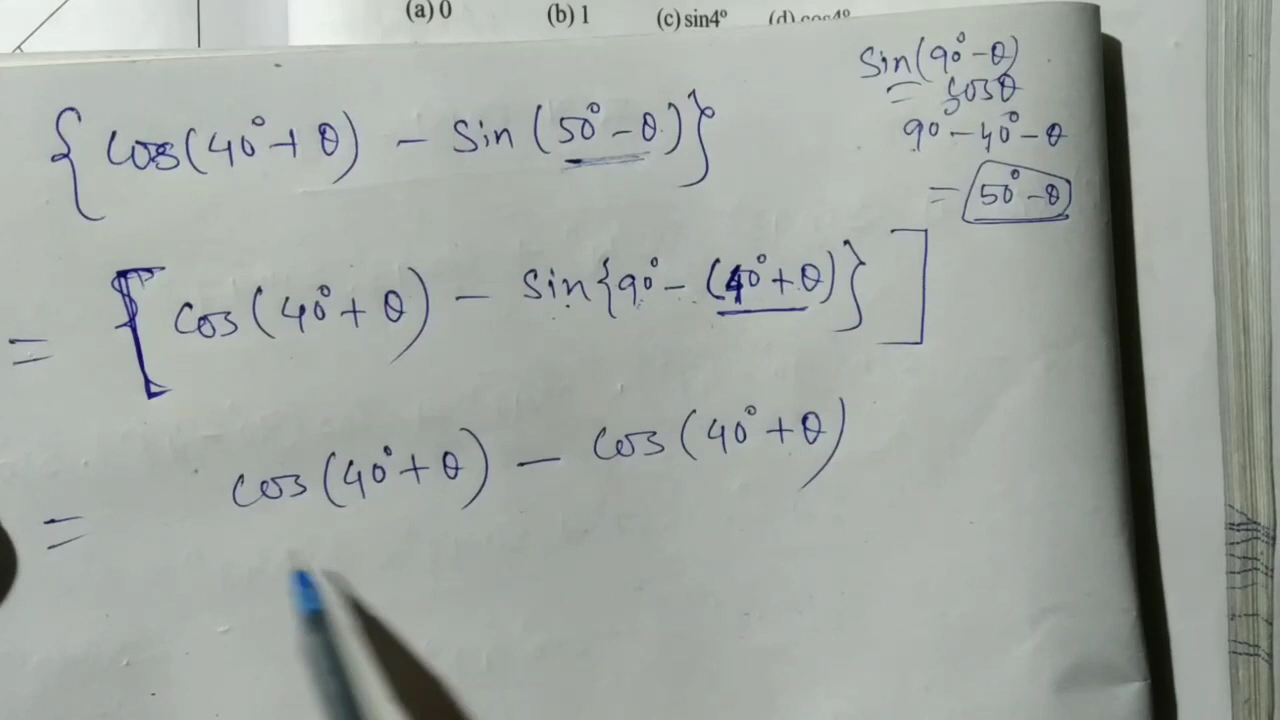 (a) 0 (b) 1 (c) sin4° (d) cos4°
Sin(90°-θ)
= cosθ
90°-40°-θ
= 50°-θ
{cos(40°+θ) - Sin(50°-θ)}
= [cos(40°+θ) - Sin{90°-(40°+θ)}]
= cos(40°+θ) - cos(40°+θ)